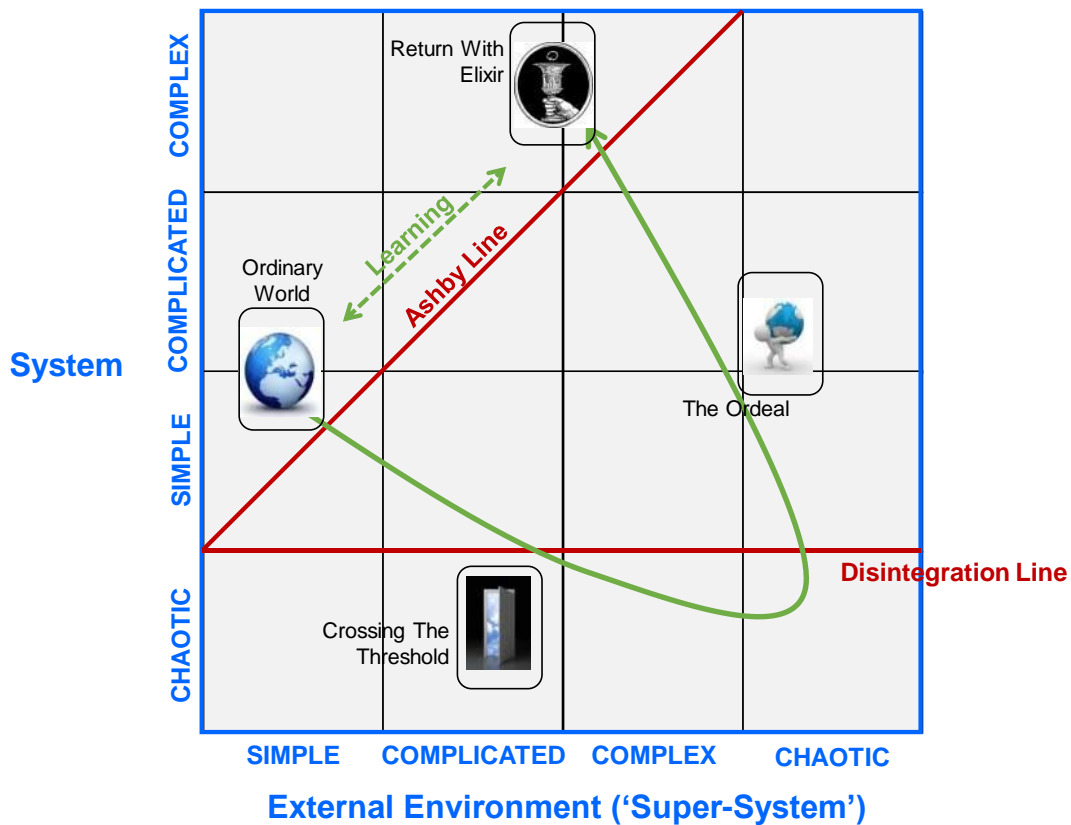 Return With
Elixir
COMPLEX
Learning
Ashby Line
COMPLICATED
Ordinary
World
System
The Ordeal
SIMPLE
Disintegration Line
CHAOTIC
Crossing The
Threshold
SIMPLE
COMPLICATED
COMPLEX
CHAOTIC
External Environment (‘Super-System’)